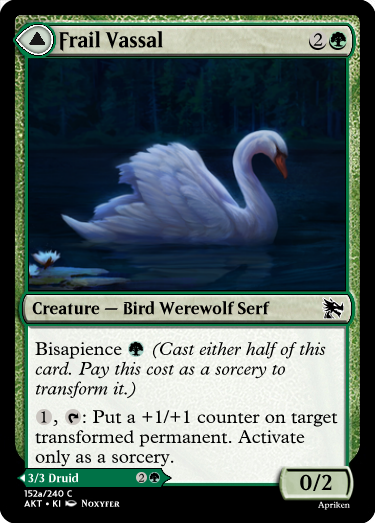 Frail Vassal 2
Creature — Bird Werewolf Serf
Bisapience (Cast either half of this
card. Pay this cost as a sorcery to
transform it.)
1, : Put a +1/+1 counter on target
transformed permanent. Activate
only as a sorcery.
3/3 Druid 2
0/2
152a/240 C
AKT • KI Noxyfer
Apriken